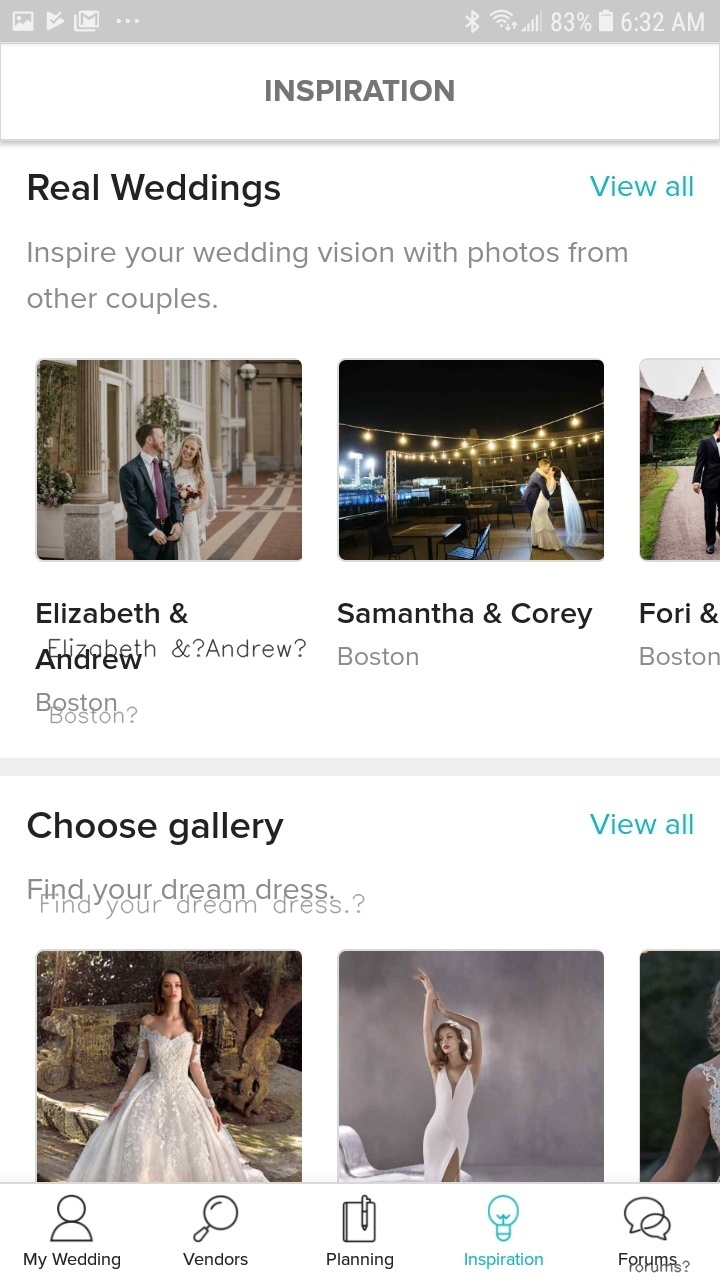 83% 6:32 AM
INSPIRATION
Real Weddings View all
Inspire your wedding vision with photos from
other couples.
Elizabeth &
Andrew
Elizabeth &?Andrew?
Boston
Boston?
Samantha & Corey
Boston
Fori &
Boston
Choose gallery View all
Find your dream dress.
Find your dream dress.?
My Wedding Vendors Planning Inspiration Forums
Forums?